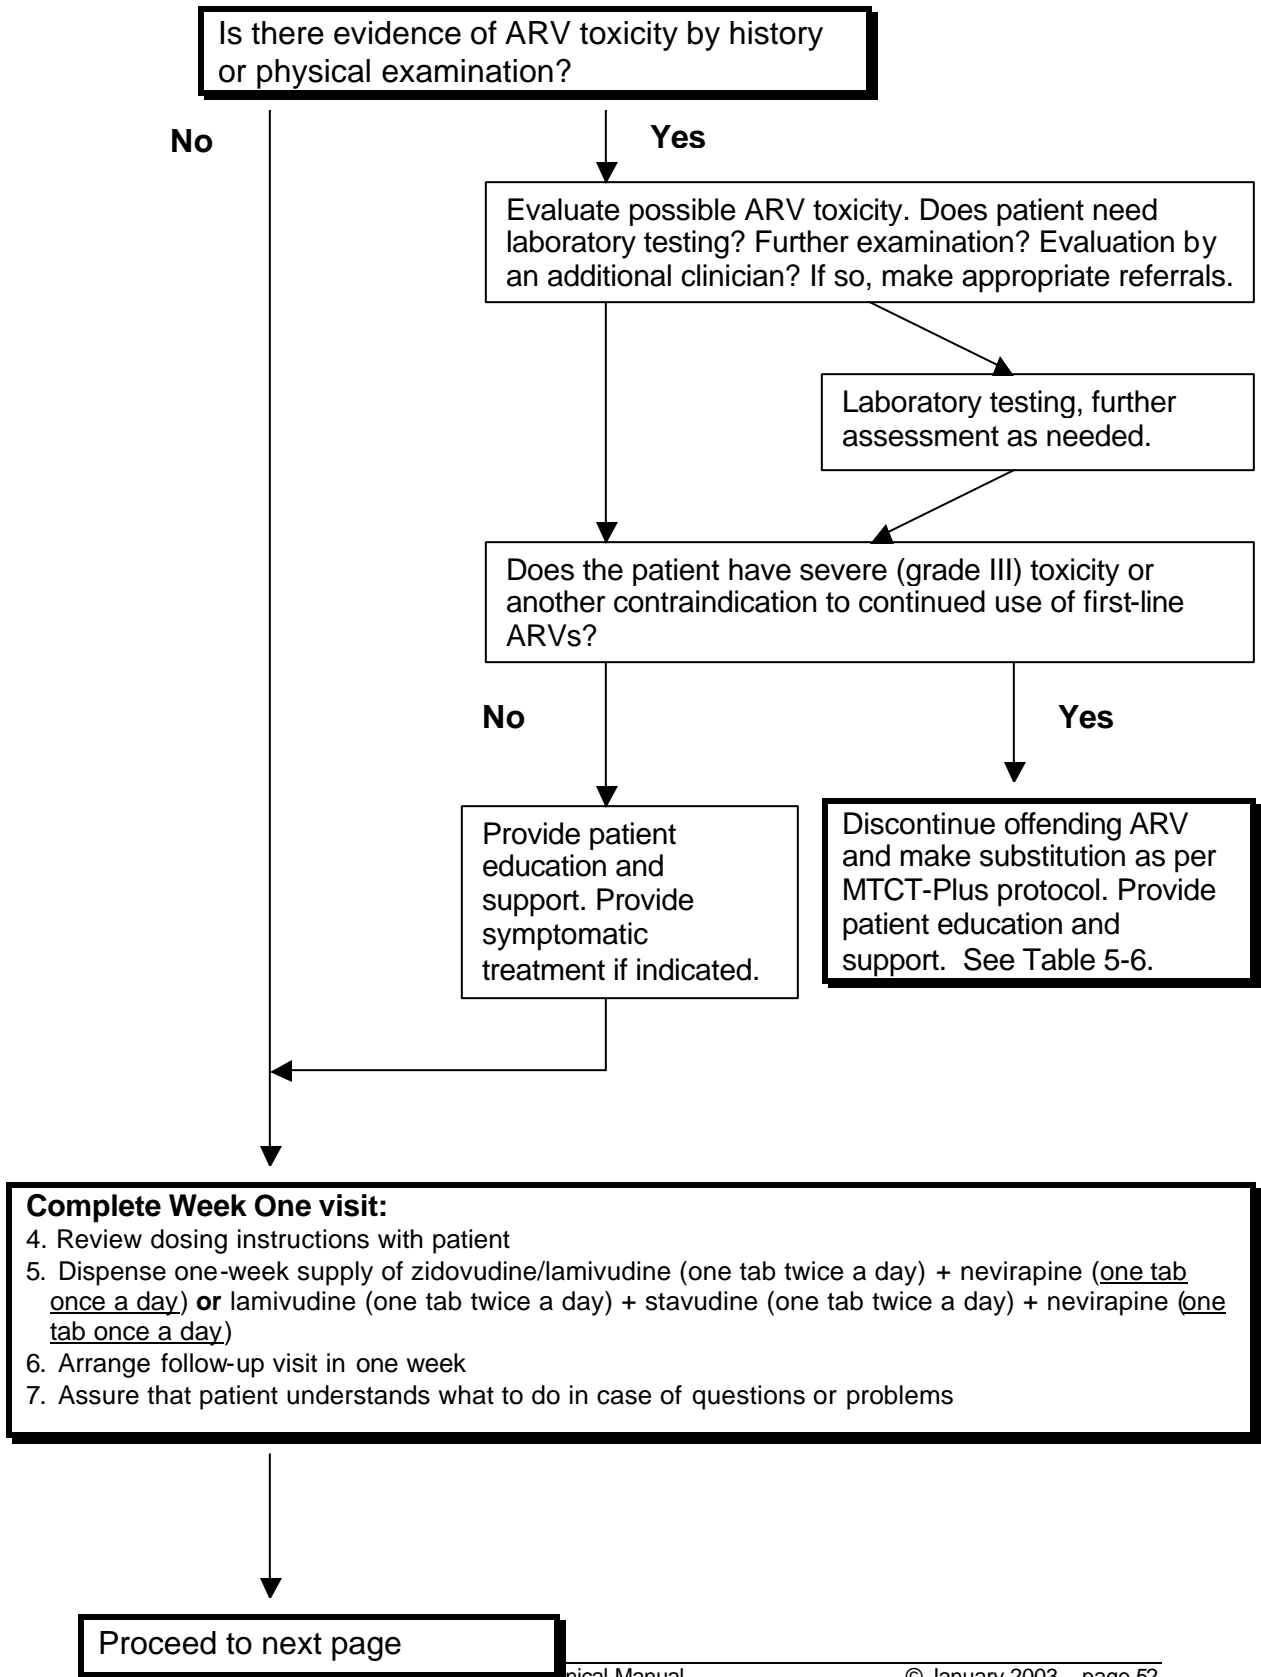 Is there evidence of ARV toxicity by history
or physical examination?
No
Yes
Evaluate possible ARV toxicity. Does patient need
laboratory testing? Further examination? Evaluation by
an additional clinician? If so, make appropriate referrals.
Laboratory testing, further
assessment as needed.
Does the patient have severe (grade III) toxicity or
another contraindication to continued use of first-line
ARVs?
No
Yes
Provide patient
education and
support. Provide
symptomatic
treatment if indicated.
Discontinue offending ARV
and make substitution as per
MTCT-Plus protocol. Provide
patient education and
support. See Table 5-6.
Complete Week One visit:
4. Review dosing instructions with patient
5. Dispense one-week supply of zidovudine/lamivudine (one tab twice a day) + nevirapine (one tab
once a day) or lamivudine (one tab twice a day) + stavudine (one tab twice a day) + nevirapine (one
tab once a day)
6. Arrange follow-up visit in one week
7. Assure that patient understands what to do in case of questions or problems
Proceed to next page
nical Manual © January 2003 page 52